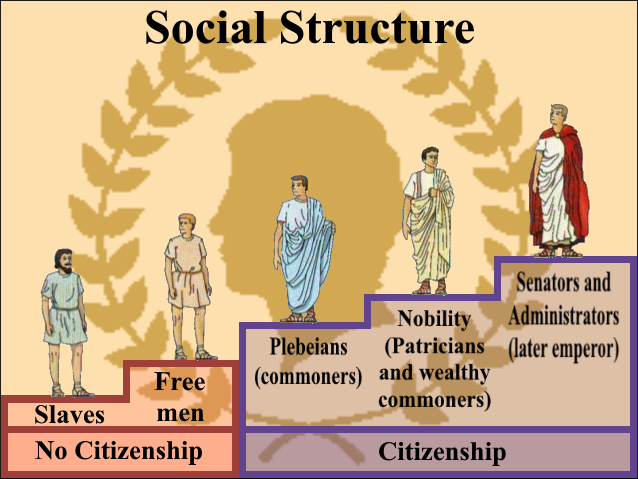 Social Structure
Slaves
Free
men
Plebeians
(commoners)
Nobility
(Patricians
and wealthy
commoners)
Senators and
Administrators
(later emperor)
No Citizenship
Citizenship